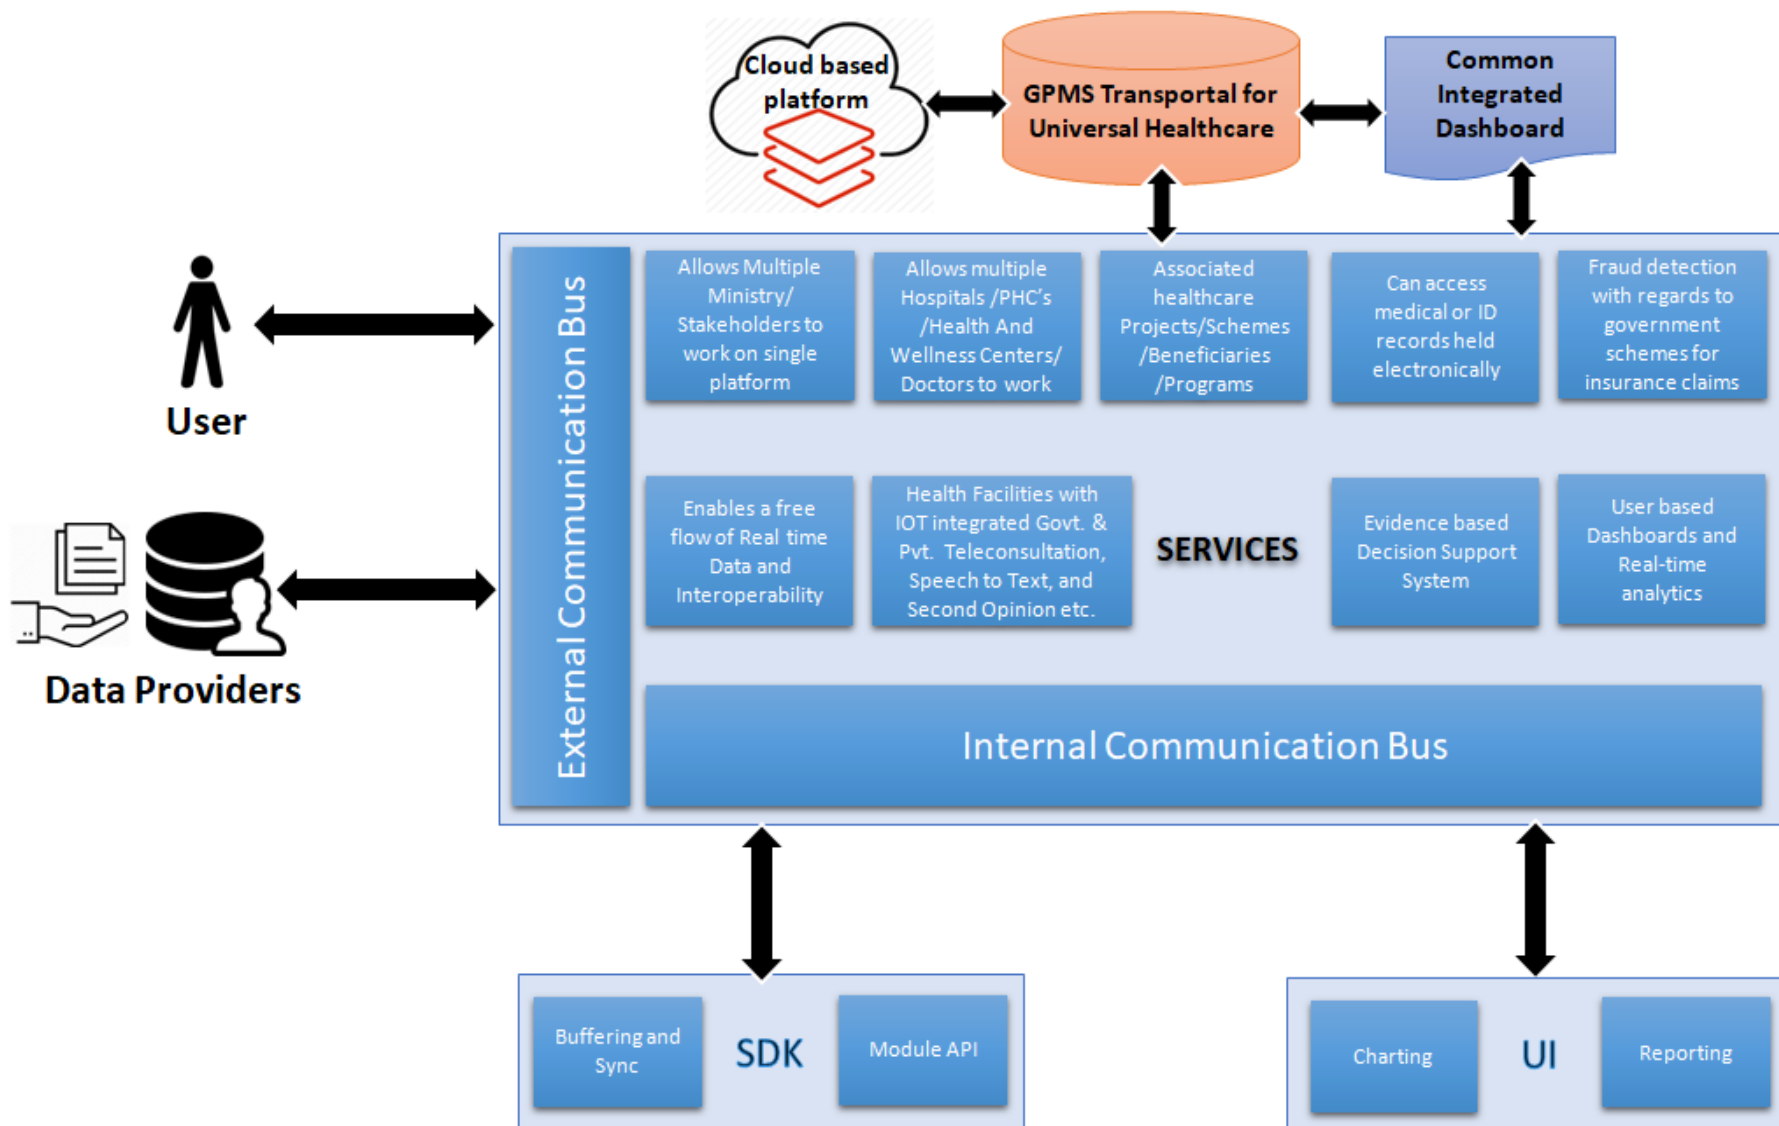 Cloud based
platform
GPMS Transportal for
Universal Healthcare
Common
Integrated
Dashboard
User
Data Providers
External Communication Bus
Allows Multiple
Ministry/
Stakeholders to
work on single
platform
Allows multiple
Hospitals /PHC's
/Health And
Wellness Centers/
Doctors to work
Associated
healthcare
Projects/Schemes
/Beneficiaries
/Programs
Can access
medical or ID
records held
electronically
Fraud detection
with regards to
government
schemes for
insurance claims
Enables a free
flow of Real time
Data and
Interoperability
Health Facilities with
IOT integrated Govt. &
Pvt. Teleconsultation,
Speech to Text, and
Second Opinion etc.
SERVICES
Evidence based
Decision Support
System
User based
Dashboards and
Real-time
analytics
Internal Communication Bus
Buffering and
Sync
SDK
Module API
Charting
UI
Reporting